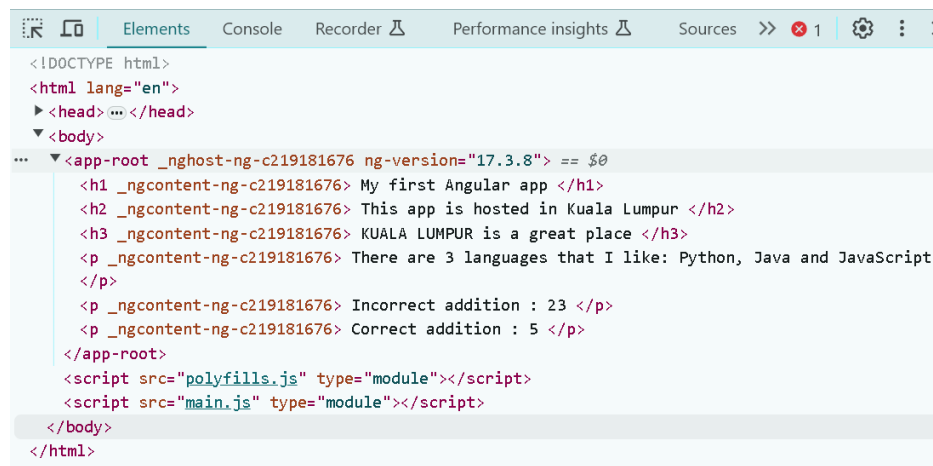 Elements Console Recorder Performance insights Sources 1
<!DOCTYPE html>
<html lang="en">
<head> ••• </head>
<body>
••• <app-root _nghost-ng-c219181676 ng-version="17.3.8"> == $0
<h1 _ngcontent-ng-c219181676> My first Angular app </h1>
<h2 _ngcontent-ng-c219181676> This app is hosted in Kuala Lumpur </h2>
<h3 _ngcontent-ng-c219181676> KUALA LUMPUR is a great place </h3>
<p _ngcontent-ng-c219181676> There are 3 languages that I like: Python, Java and JavaScript
</p>
<p _ngcontent-ng-c219181676> Incorrect addition : 23 </p>
<p _ngcontent-ng-c219181676> Correct addition : 5 </p>
</app-root>
<script src="polyfills.js" type="module"></script>
<script src="main.js" type="module"></script>
</body>
</html>